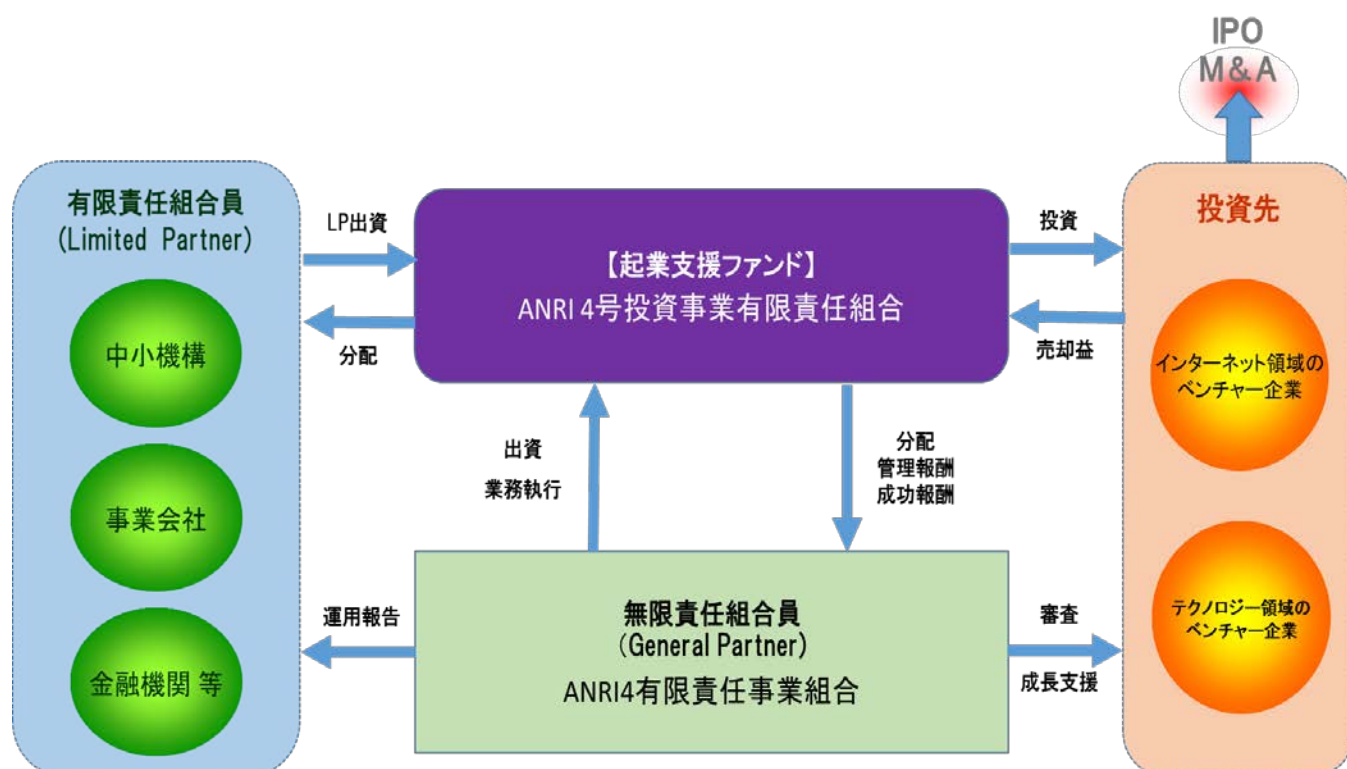 IPO
M&A
有限責任組合員
(Limited Partner)
中小機構
事業会社
金融機関 等
LP出資
分配
【起業支援ファンド】
ANRI 4号投資事業有限責任組合
投資
売却益
出資
業務執行
分配
管理報酬
成功報酬
運用報告
無限責任組合員
(General Partner)
ANRI4有限責任事業組合
審査
成長支援
投資先
インターネット領域の
ベンチャー企業
テクノロジー領域の
ベンチャー企業